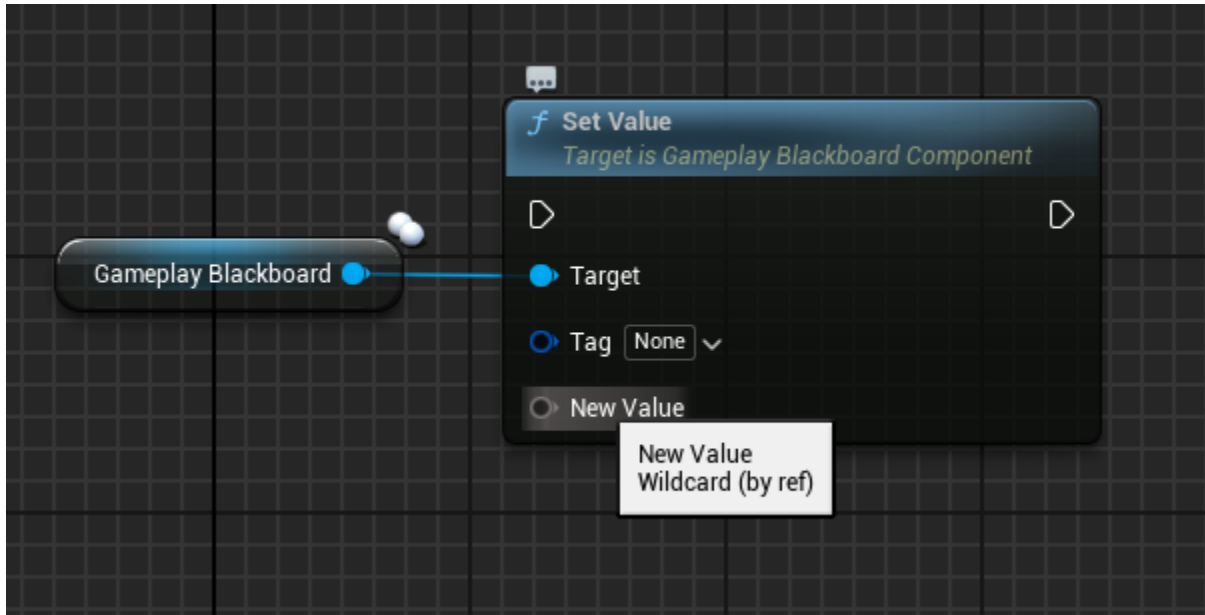 Set Value
Target is Gameplay Blackboard Component
Gameplay Blackboard
Target
Tag None
New Value
New Value
Wildcard (by ref)